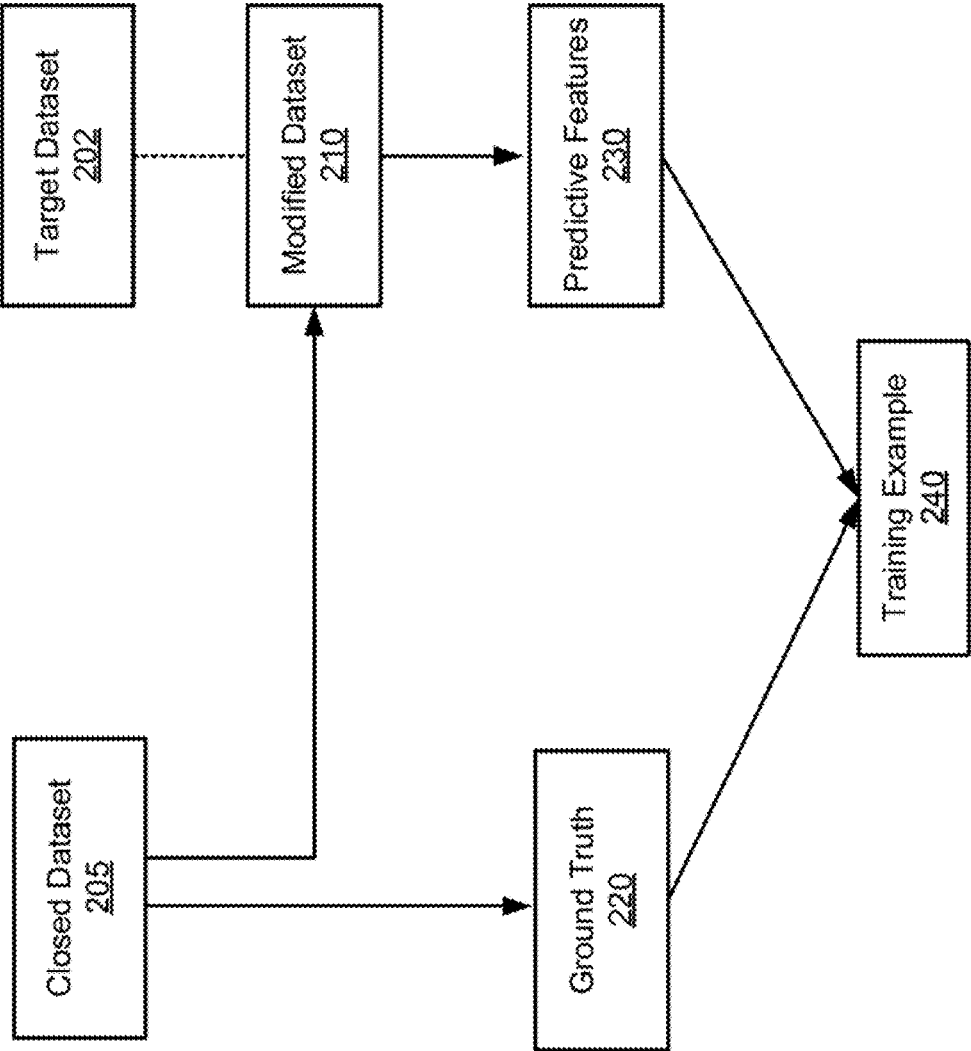 Target Dataset
202
Closed Dataset
205
Modified Dataset
210
Ground Truth
220
Predictive Features
230
Training Example
240